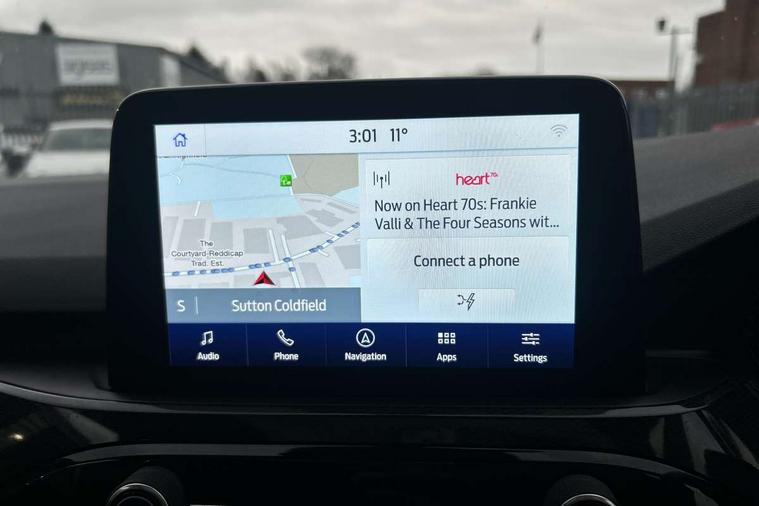 3:01 11°
heart 70s
Now on Heart 70s: Frankie
Valli & The Four Seasons wit...
The
Courtyard-Reddicap
Trad. Est.
Connect a phone
S
Sutton Coldfield
Audio
Phone
Navigation
Apps
Settings